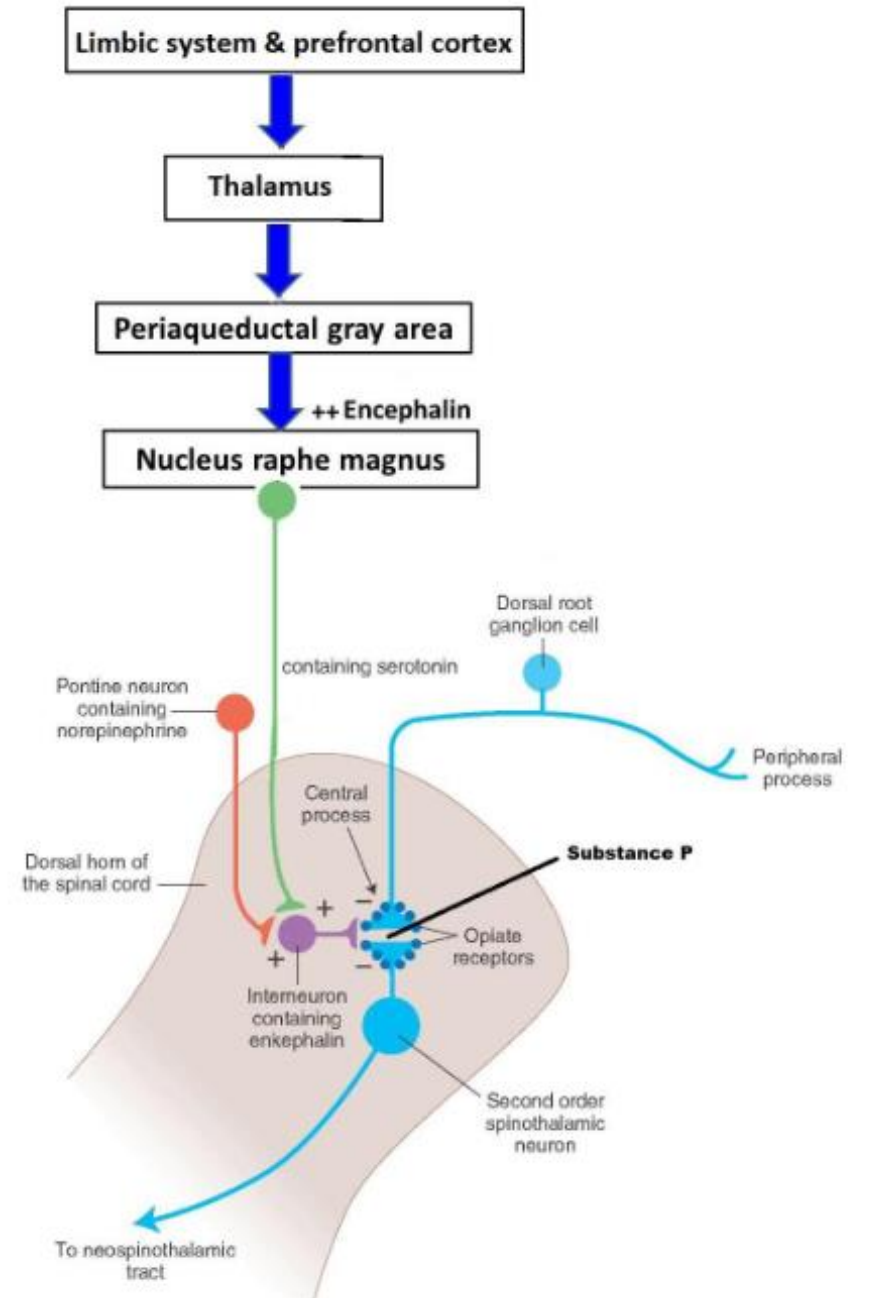 Limbic system & prefrontal cortex
Thalamus
Periaqueductal gray area
++ Encephalin
Nucleus raphe magnus
Dorsal root
ganglion cell
containing serotonin
Pontine neuron
containing
norepinephrine
Peripheral
process
Central
process
Substance P
Dorsal horn of
the spinal cord
+
−
Opiate
receptors
+
−
Interneuron
containing
enkephalin
Second order
spinothalamic
neuron
To neospinothalamic
tract